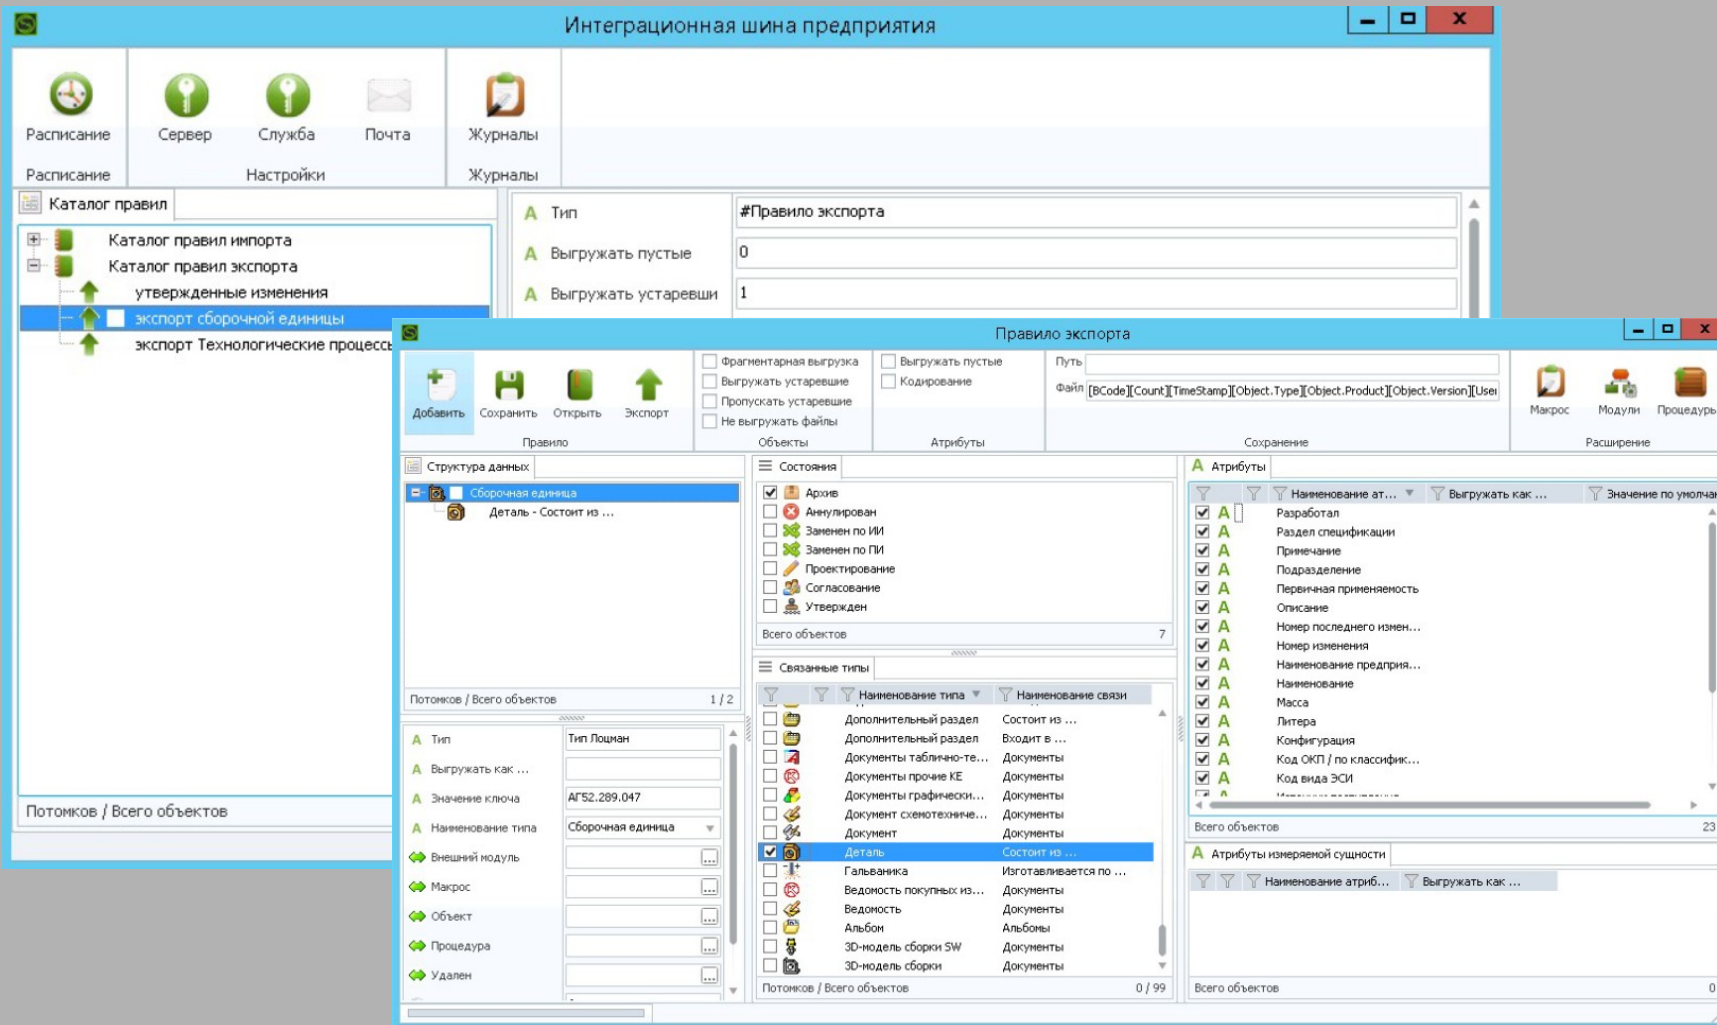 Интеграционная шина предприятия
Расписание
Сервер
Служба
Почта
Журналы
Расписание
Настройки
Журналы
Каталог правил
Каталог правил импорта
Каталог правил экспорта
утвержденные изменения
экспорт сборочной единицы
экспорт Технологические процессы
Потомков / Всего объектов
Тип
#Правило экспорта
Выгружать пустые
0
Выгружать устаревши
1
Правило экспорта
Добавить
Сохранить
Открыть
Экспорт
Правило
Фрагментарная выгрузка
Выгружать устаревшие
Пропускать устаревшие
Не выгружать файлы
Объекты
Выгружать пустые
Кодирование
Атрибуты
Путь
Файл [BCode][Count][TimeStamp][Object.Type][Object.Product][Object.Version][User
Сохранение
Макрос
Модули
Процедуры
Расширение
Структура данных
Сборочная единица
Деталь - Состоит из ...
Потомков / Всего объектов 1 / 2
Тип
Тип Лоцман
Выгружать как ...
Значение ключа
АГ52.289.047
Наименование типа
Сборочная единица
Внешний модуль
...
Макрос
...
Объект
...
Процедура
...
Удален
...
Состояния
Архив
Аннулирован
Заменен по ИИ
Заменен по ПИ
Проектирование
Согласование
Утвержден
Всего объектов 7
Связанные типы
Наименование типа Наименование связи
Дополнительный раздел Состоит из ...
Дополнительный раздел Входит в ...
Документы таблично-те... Документы
Документы прочие КЕ Документы
Документы графически... Документы
Документ схемотехниче... Документы
Документ Документы
Деталь Состоит из ...
Гальваника Изготавливается по ...
Ведомость покупных из... Документы
Ведомость Документы
Альбом Альбомы
3D-модель сборки SW Документы
3D-модель сборки Документы
Потомков / Всего объектов 0 / 99
Атрибуты
Наименование ат... Выгружать как ... Значение по умолчан
Разработал
Раздел спецификации
Примечание
Подразделение
Первичная применяемость
Описание
Номер последнего измен...
Номер изменения
Наименование предприя...
Наименование
Масса
Литера
Конфигурация
Код ОКП / по классифик...
Код вида ЭСИ
Всего объектов 23
Атрибуты измеряемой сущности
Наименование атриб... Выгружать как ...
Всего объектов 0